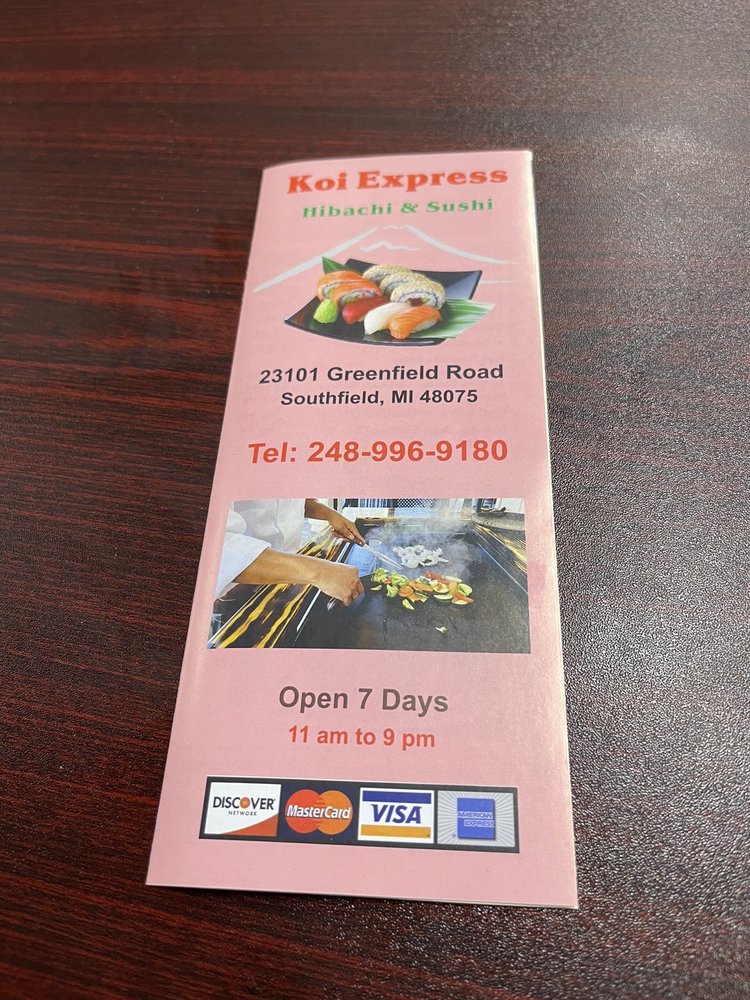 Koi Express
Hibachi & Sushi
23101 Greenfield Road
Southfield, MI 48075
Tel: 248-996-9180
Open 7 Days
11 am to 9 pm
DISCOVER
NETWORK
MasterCard
VISA
AMERICAN
EXPRESS